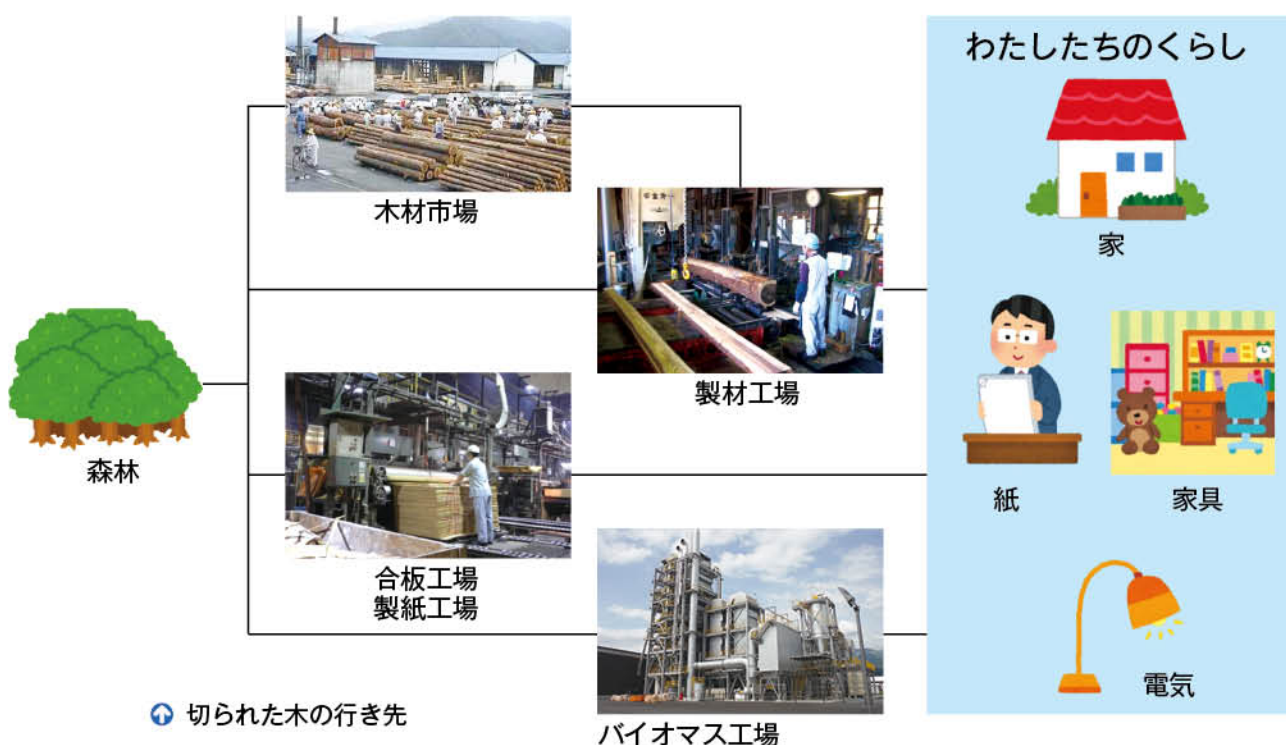 わたしたちのくらし
木材市場
家
製材工場
森林
紙
家具
合板工場
製紙工場
電気
切られた木の行き先
バイオマス工場